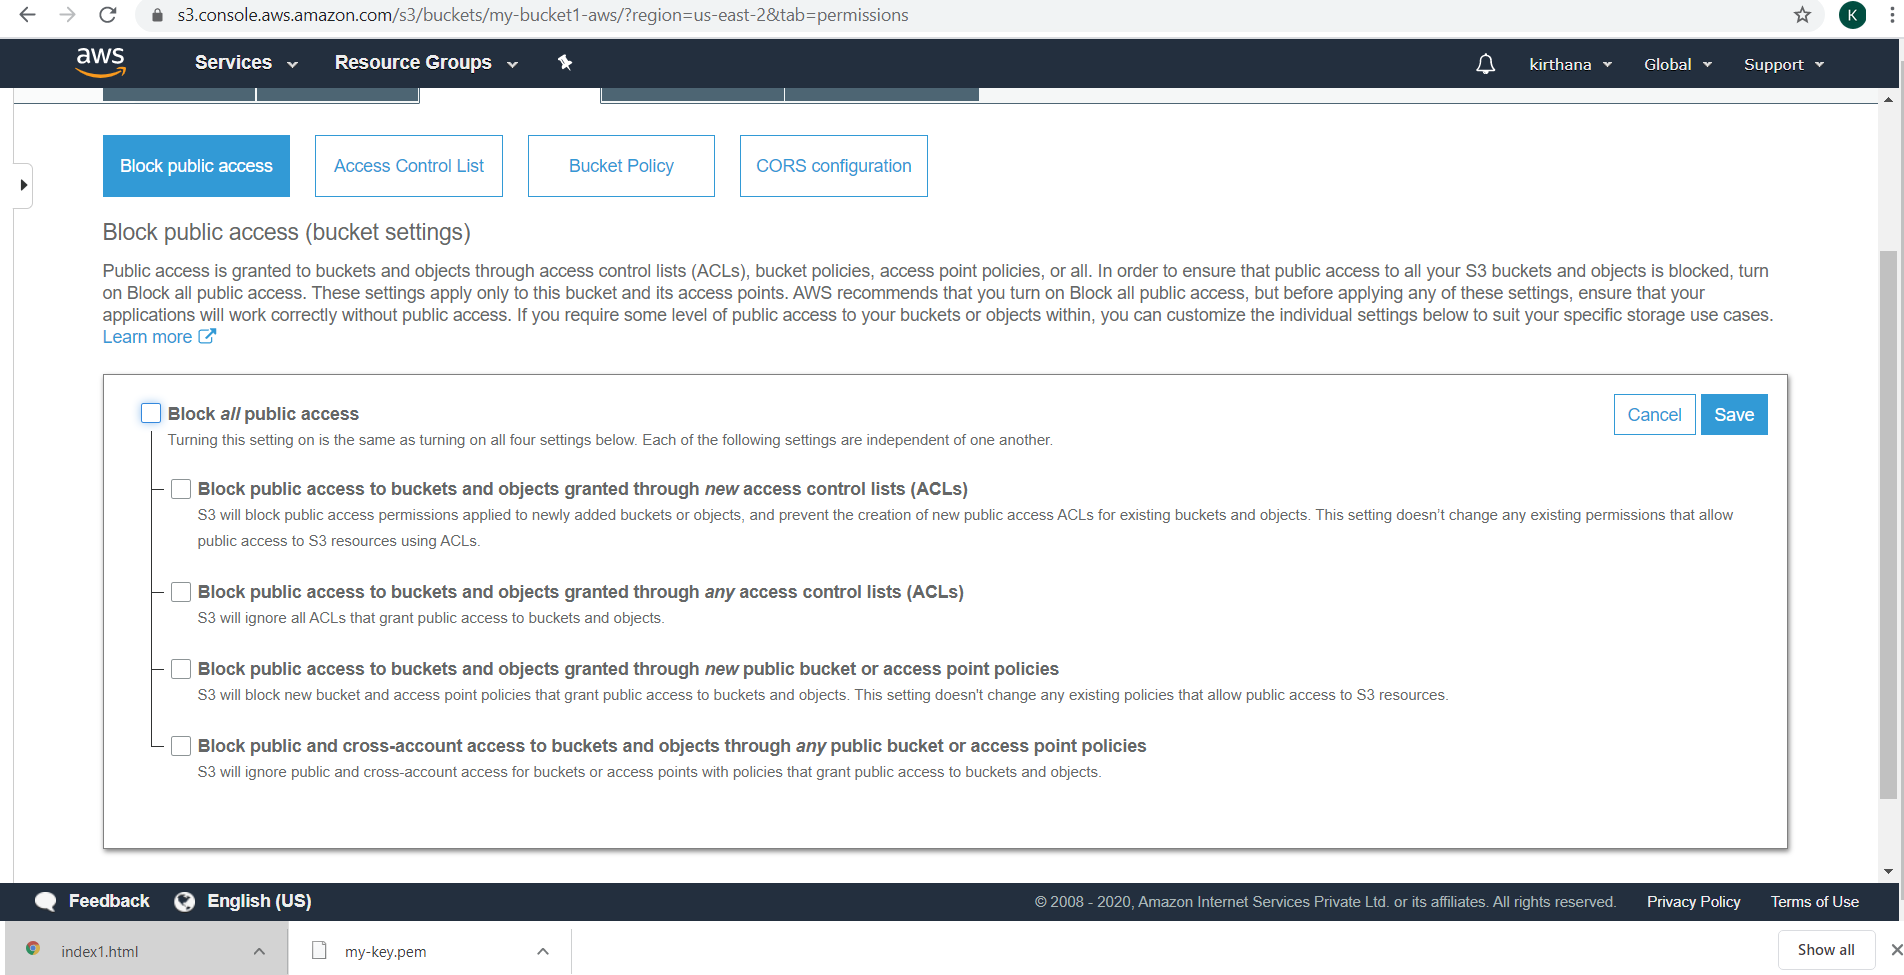 s3.console.aws.amazon.com/s3/buckets/my-bucket1-aws/?region=us-east-2&tab=permissions
K
aws Services Resource Groups kirthana Global Support
Block public access Access Control List Bucket Policy CORS configuration
Block public access (bucket settings)
Public access is granted to buckets and objects through access control lists (ACLs), bucket policies, access point policies, or all. In order to ensure that public access to all your S3 buckets and objects is blocked, turn
on Block all public access. These settings apply only to this bucket and its access points. AWS recommends that you turn on Block all public access, but before applying any of these settings, ensure that your
applications will work correctly without public access. If you require some level of public access to your buckets or objects within, you can customize the individual settings below to suit your specific storage use cases.
Learn more
Block all public access
Cancel Save
Turning this setting on is the same as turning on all four settings below. Each of the following settings are independent of one another.
Block public access to buckets and objects granted through new access control lists (ACLs)
S3 will block public access permissions applied to newly added buckets or objects, and prevent the creation of new public access ACLs for existing buckets and objects. This setting doesn't change any existing permissions that allow
public access to S3 resources using ACLs.
Block public access to buckets and objects granted through any access control lists (ACLs)
S3 will ignore all ACLs that grant public access to buckets and objects.
Block public access to buckets and objects granted through new public bucket or access point policies
S3 will block new bucket and access point policies that grant public access to buckets and objects. This setting doesn't change any existing policies that allow public access to S3 resources.
Block public and cross-account access to buckets and objects through any public bucket or access point policies
S3 will ignore public and cross-account access for buckets or access points with policies that grant public access to buckets and objects.
Feedback English (US) © 2008 - 2020, Amazon Internet Services Private Ltd. or its affiliates. All rights reserved. Privacy Policy Terms of Use
index1.html my-key.pem Show all